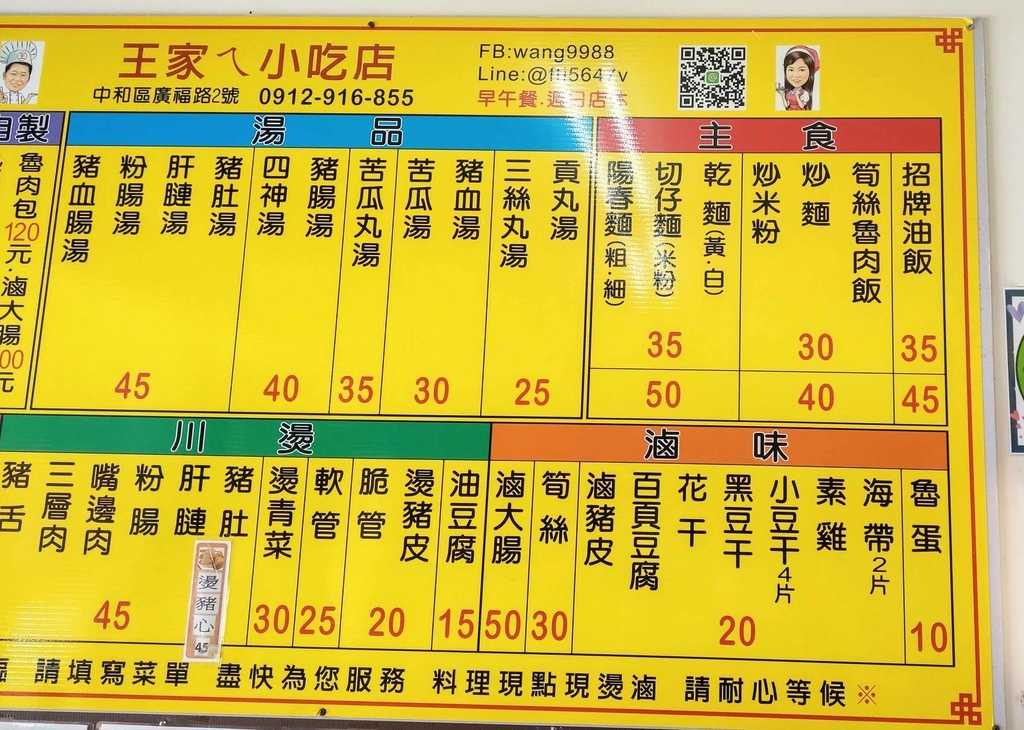 王家ㄟ小吃店
中和區廣福路2號 0912-916-855
FB:wang9988
早午餐.週日店休
自製
魯肉包120元.滷大腸
00元
湯品
豬血腸湯
粉腸湯
肝腱湯
豬肚湯
45
四神湯
豬腸湯
40
苦瓜丸湯
35
苦瓜湯
豬血湯
30
三絲丸湯
貢丸湯
25
主食
陽春麵(粗.細)
切仔麵(米粉)
乾麵(黃.白)
35
50
炒米粉
炒麵
筍絲魯肉飯
30
40
招牌油飯
35
45
川燙
豬舌
三層肉
嘴邊肉
粉腸
肝腱
豬肚
45
燙豬心
45
燙青菜
30
軟管
25
脆管
燙豬皮
20
油豆腐
15
滷味
滷大腸
50
筍絲
30
滷豬皮
百頁豆腐
花干
黑豆干
小豆干4片
素雞
海帶2片
20
魯蛋
10
請填寫菜單 盡快為您服務 料理現點現燙滷 請耐心等候※